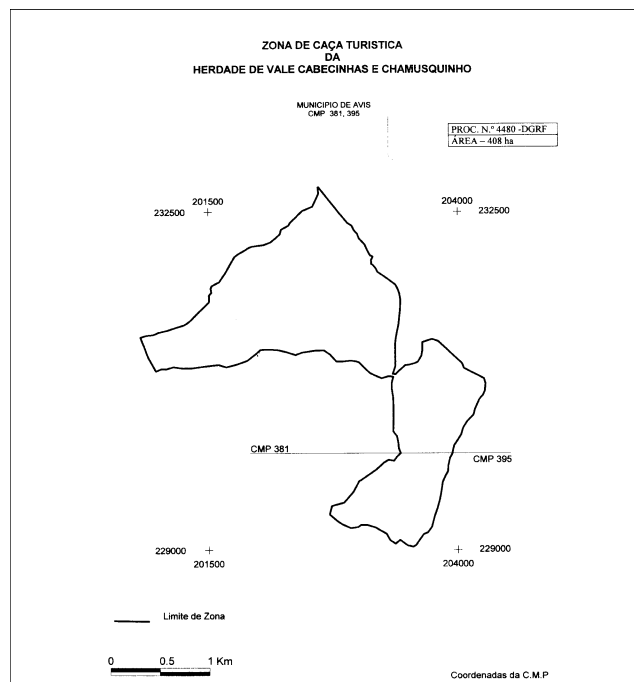 ZONA DE CAÇA TURISTICA
DA
HERDADE DE VALE CABECINHAS E CHAMUSQUINHO
MUNICIPIO DE AVIS
CMP 381, 395
PROC. N.º 4480 -DGRF
ÁREA – 408 ha
201500
204000
232500
232500
CMP 381
CMP 395
229000
229000
201500
204000
Limite de Zona
0 0.5 1 Km
Coordenadas da C.M.P